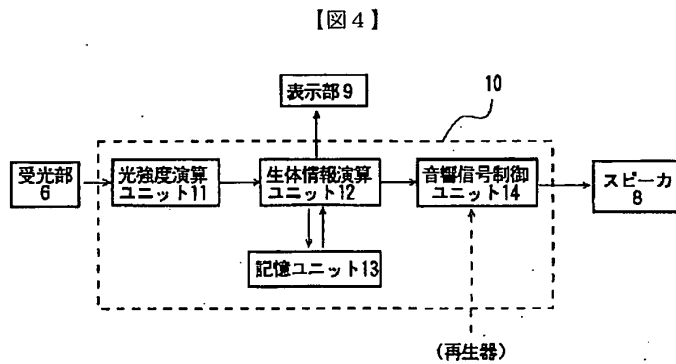 【図4】
10
表示部9
受光部
6
光強度演算
ユニット11
生体情報演算
ユニット12
音響信号制御
ユニット14
スピーカ
8
記憶ユニット13
(再生器)